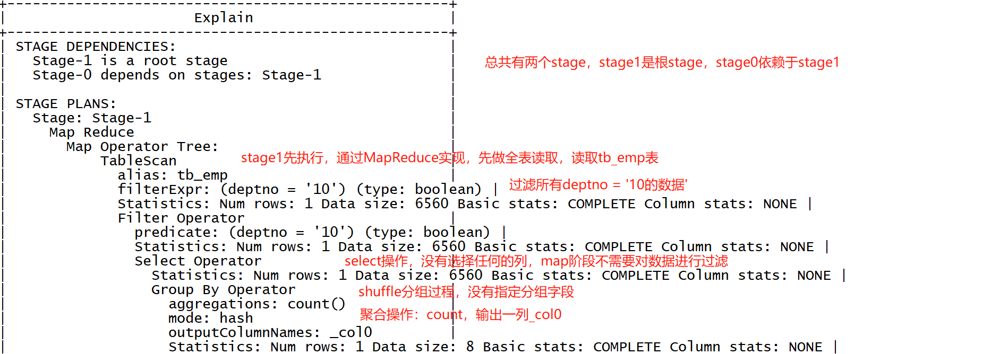 +----------------------------------------------------+
| Explain |
+----------------------------------------------------+
| STAGE DEPENDENCIES: |
| Stage-1 is a root stage | 总共有两个stage，stage1是根stage，stage0依赖于stage1
| Stage-0 depends on stages: Stage-1 |
| |
| STAGE PLANS: |
| Stage: Stage-1 |
| Map Reduce |
| Map Operator Tree: |
| TableScan | stage1先执行，通过MapReduce实现，先做全表读取，读取tb_emp表
| alias: tb_emp |
| filterExpr: (deptno = '10') (type: boolean) | 过滤所有deptno = '10的数据'
| Statistics: Num rows: 1 Data size: 6560 Basic stats: COMPLETE Column stats: NONE |
| Filter Operator |
| predicate: (deptno = '10') (type: boolean) |
| Statistics: Num rows: 1 Data size: 6560 Basic stats: COMPLETE Column stats: NONE |
| Select Operator | select操作，没有选择任何的列，map阶段不需要对数据进行过滤
| Statistics: Num rows: 1 Data size: 6560 Basic stats: COMPLETE Column stats: NONE |
| Group By Operator | shuffle分组过程，没有指定分组字段
| aggregations: count() |
| mode: hash | 聚合操作：count，输出一列_col0
| outputColumnNames: _col0 |
| Statistics: Num rows: 1 Data size: 8 Basic stats: COMPLETE Column stats: NONE |